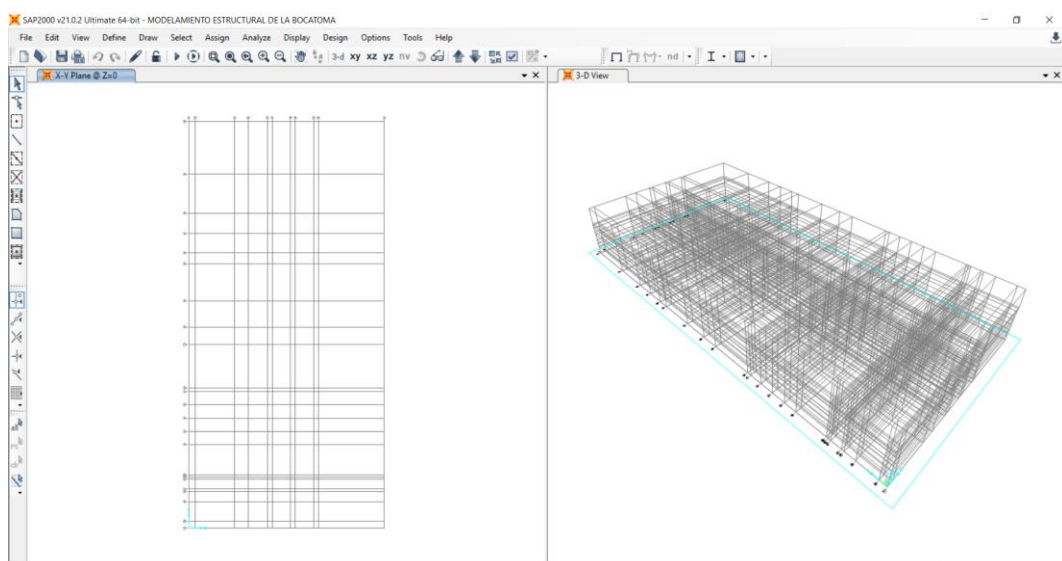 SAP2000 v21.0.2 Ultimate 64-bit - MODELAMIENTO ESTRUCTURAL DE LA BOCATOMA
File Edit View Define Draw Select Assign Analyze Display Design Options Tools Help
3-d xy xz yz nv nd
X-Y Plane @ Z=0
3-D View